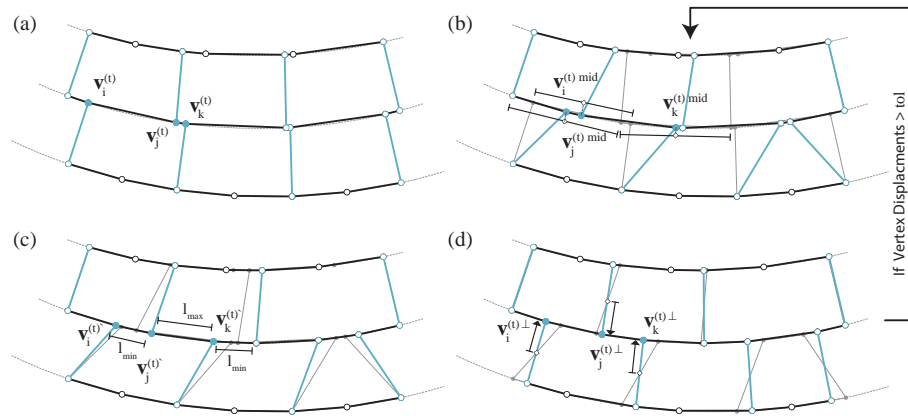 (a)
v_i^(t)
v_k^(t)
v_j^(t)
(b)
v_i^(t) mid
v_k^(t) mid
v_j^(t) mid
If Vertex Displacments > tol
(c)
l_max
v_k^(t)`
v_i^(t)`
l_min
l_min
v_j^(t)`
(d)
v_i^(t)⊥
v_k^(t)⊥
v_j^(t)⊥